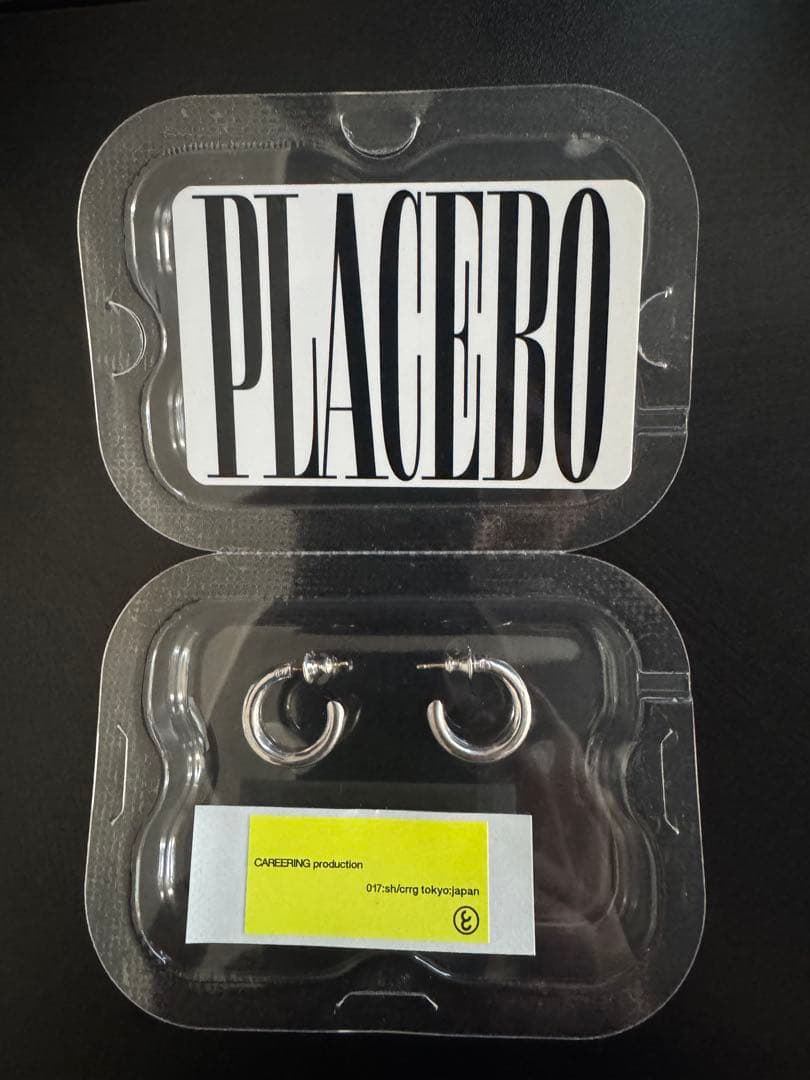 PLACEBO
CAREERING production
017:sh/crrg tokyo:japan